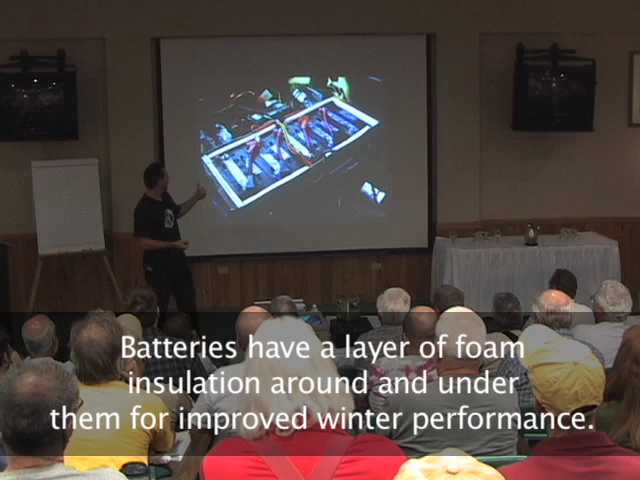 Batteries have a layer of foam
insulation around and under
them for improved winter performance.